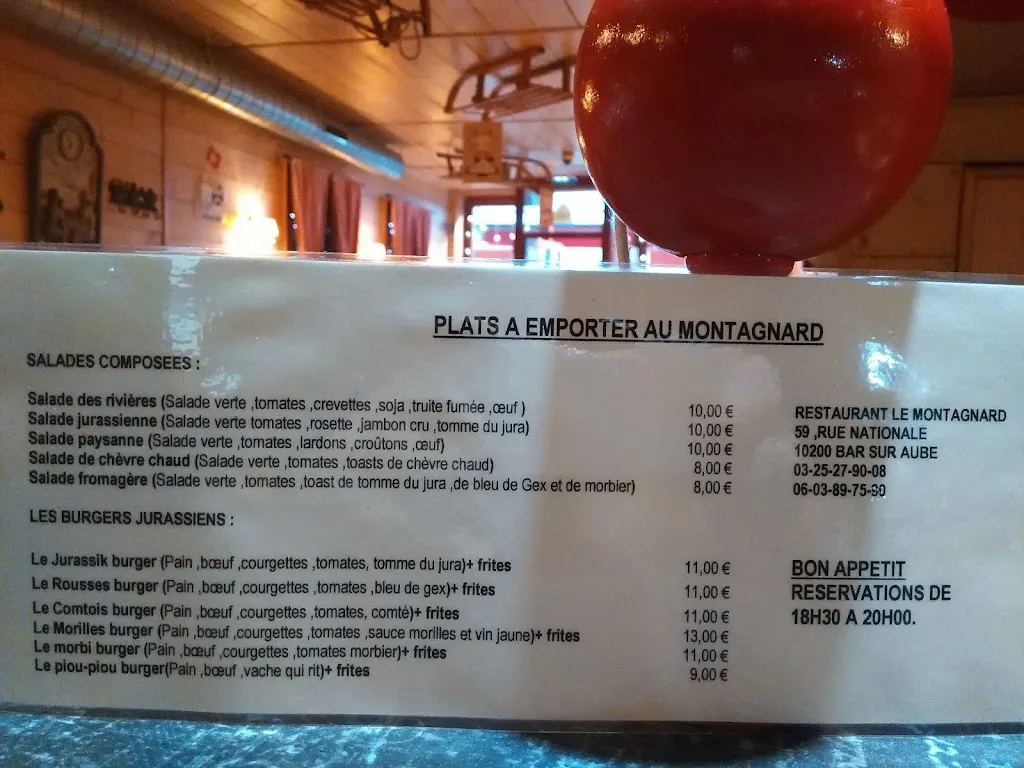 PLATS A EMPORTER AU MONTAGNARD
SALADES COMPOSEES :
Salade des rivières (Salade verte ,tomates ,crevettes ,soja ,truite fumée ,œuf ) 10,00 €
Salade jurassienne (Salade verte tomates ,rosette ,jambon cru ,tomme du jura) 10,00 €
Salade paysanne (Salade verte ,tomates ,lardons ,croûtons ,œuf) 10,00 €
Salade de chèvre chaud (Salade verte ,tomates ,toasts de chèvre chaud) 8,00 €
Salade fromagère (Salade verte ,tomates ,toast de tomme du jura ,de bleu de Gex et de morbier) 8,00 €
LES BURGERS JURASSIENS :
Le Jurassik burger (Pain ,bœuf ,courgettes ,tomates, tomme du jura)+ frites 11,00 €
Le Rousses burger (Pain ,bœuf ,courgettes ,tomates ,bleu de gex)+ frites 11,00 €
Le Comtois burger (Pain ,bœuf ,courgettes ,tomates, comté)+ frites 11,00 €
Le Morilles burger (Pain ,bœuf ,courgettes ,tomates ,sauce morilles et vin jaune)+ frites 13,00 €
Le morbi burger (Pain ,bœuf ,courgettes ,tomates morbier)+ frites 11,00 €
Le piou-piou burger(Pain ,bœuf ,vache qui rit)+ frites 9,00 €
RESTAURANT LE MONTAGNARD
59 ,RUE NATIONALE
10200 BAR SUR AUBE
03-25-27-90-08
06-03-89-75-
BON APPETIT
RESERVATIONS DE
18H30 A 20H00.